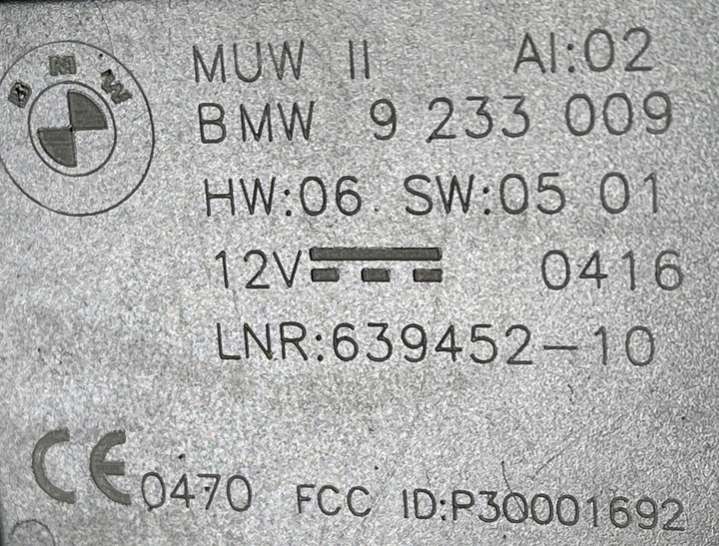 BMW
MUW II AI:02
BMW 9 233 009
HW:06 SW:05 01
12V 0416
LNR:639452-10
CE 0470 FCC ID:P30001692